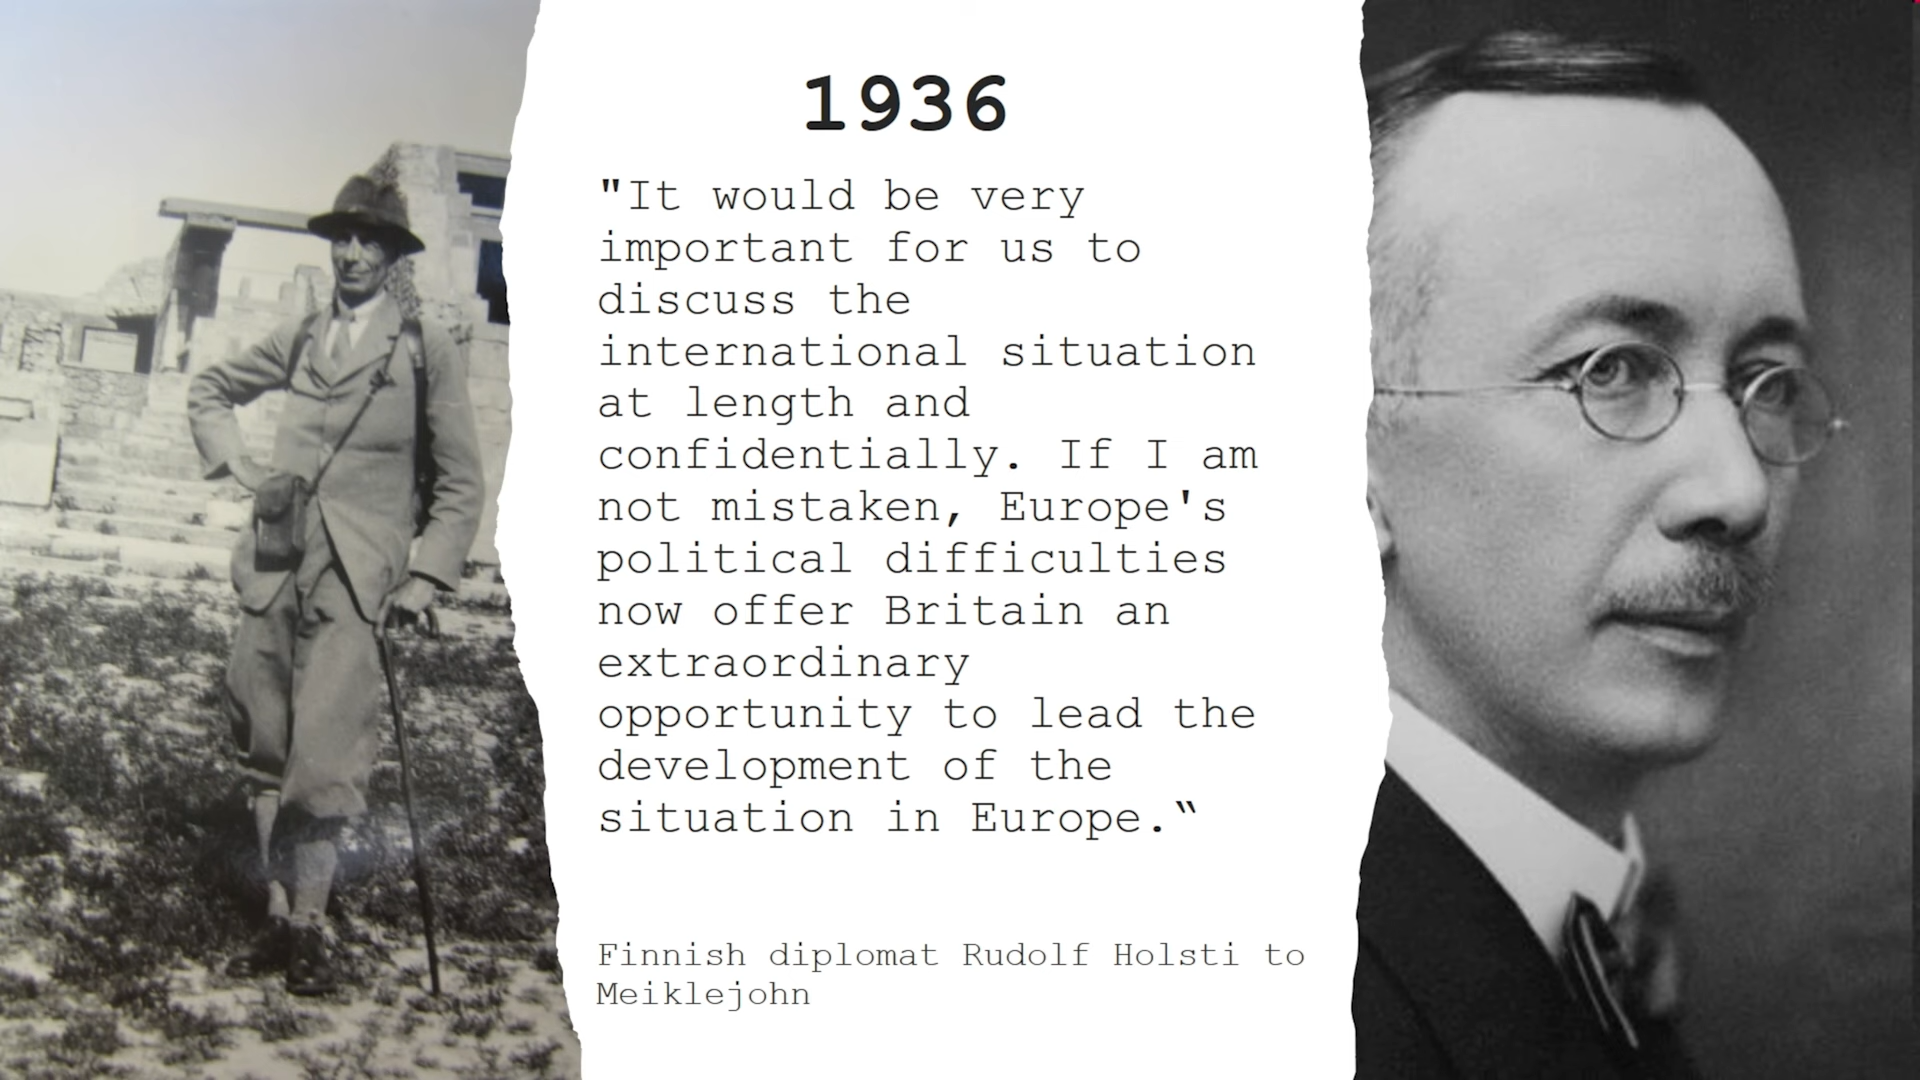 1936
"It would be very
important for us to
discuss the
international situation
at length and
confidentially. If I am
not mistaken, Europe's
political difficulties
now offer Britain an
extraordinary
opportunity to lead the
development of the
situation in Europe.‟
Finnish diplomat Rudolf Holsti to
Meiklejohn